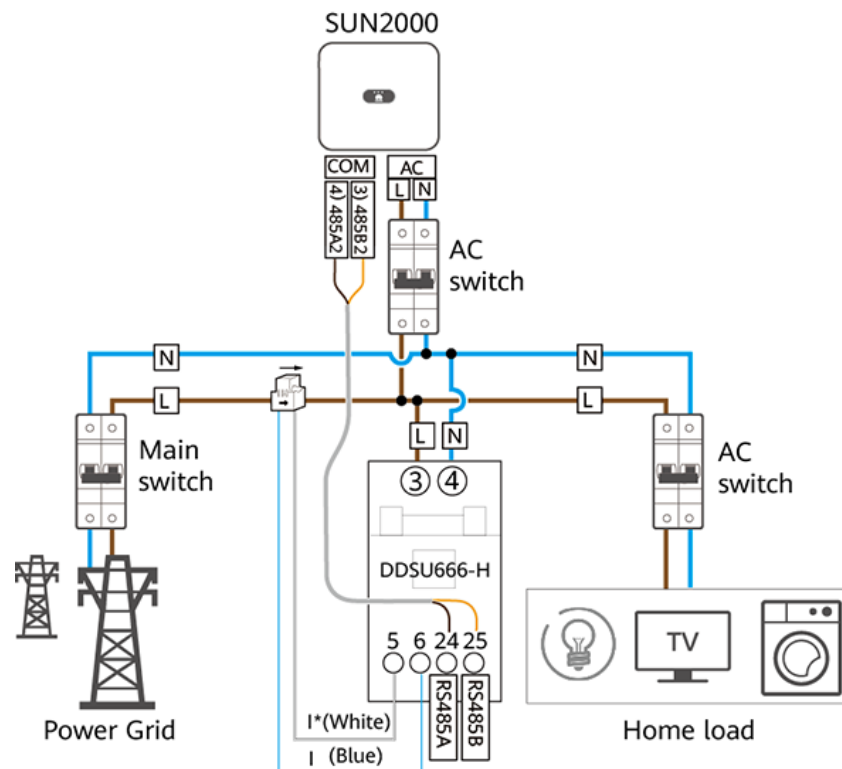 SUN2000
COM
AC
L
N
4) 485A2
3) 485B2
AC
switch
N
N
L
L
Main
switch
L
N
AC
switch
3
4
DDSU666-H
TV
5
6
24
25
RS485A
RS485B
I*(White)
I (Blue)
Power Grid
Home load